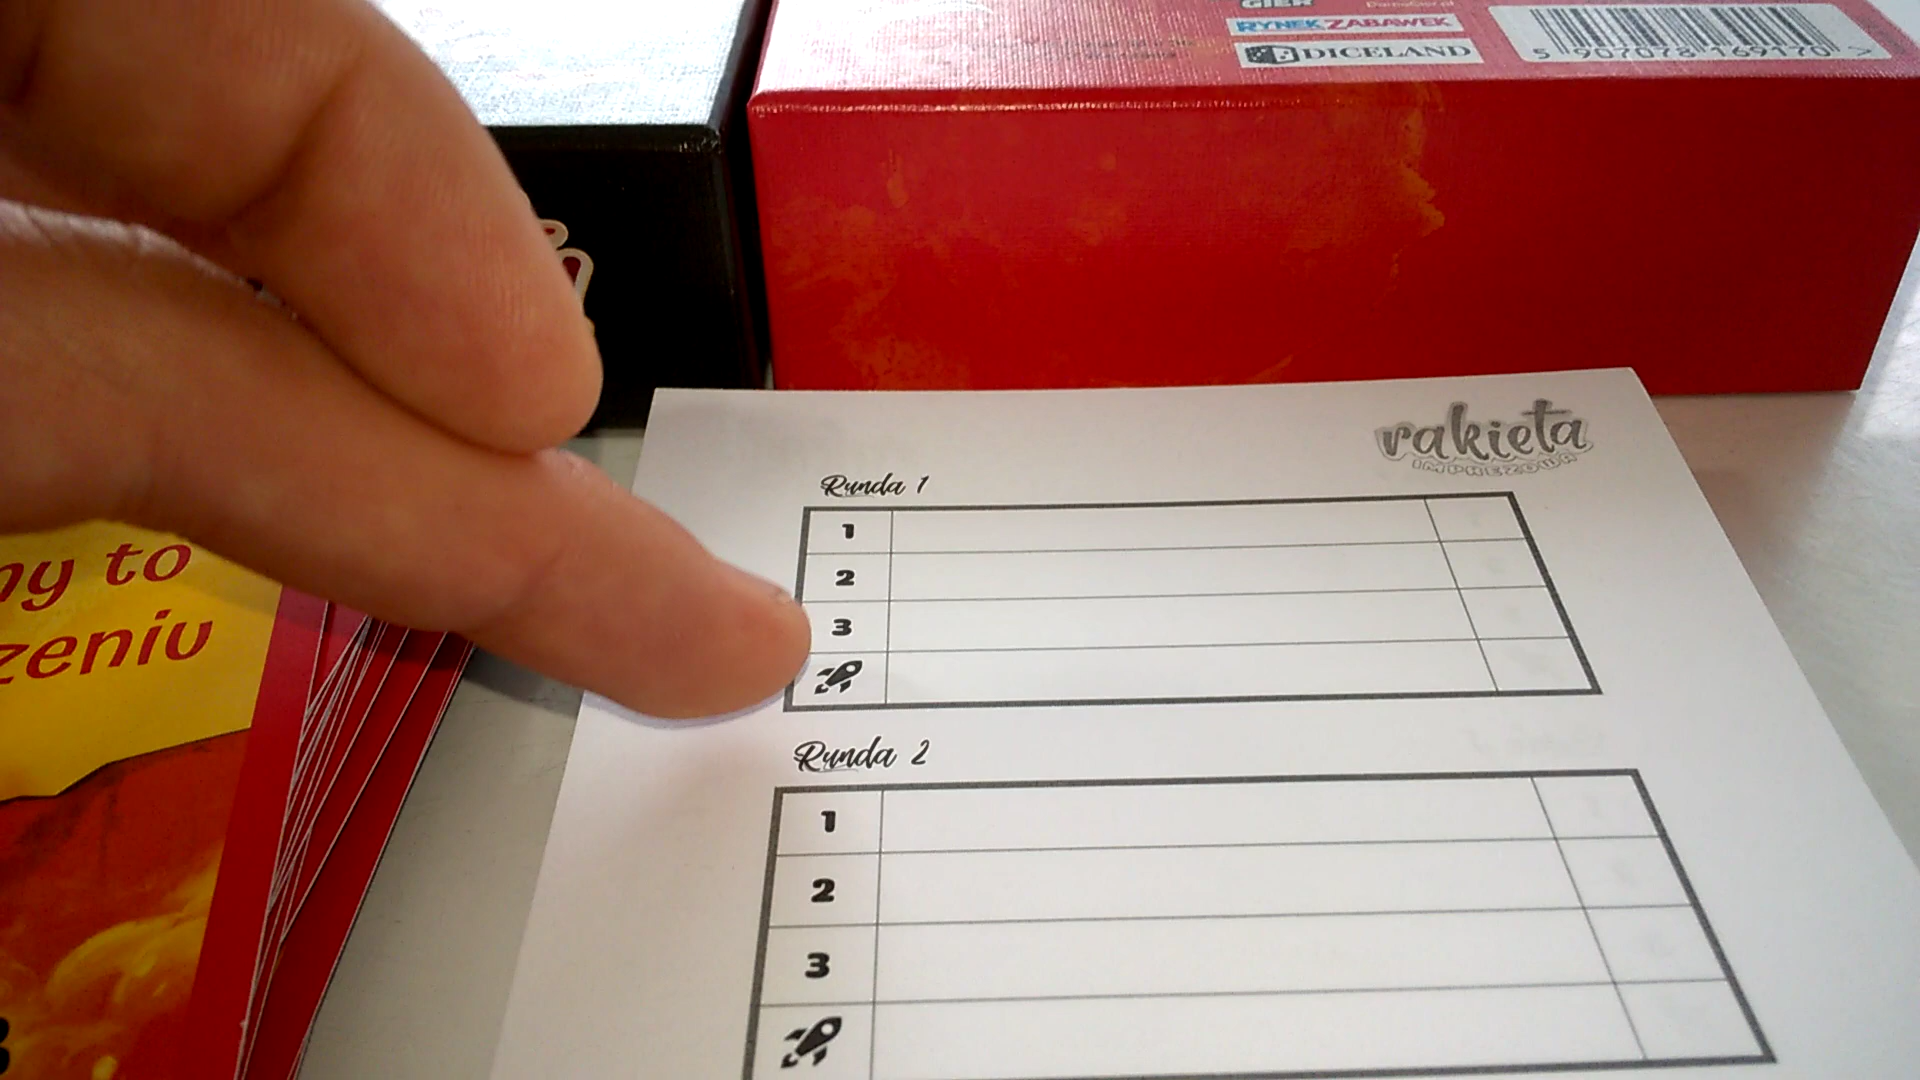 GIER
RYNEK ZABAWEK
DICELAND
5 907078 169170 >
rakieta
IMPREZOWA
Runda 1
1
2
3
ny to
zeniu
Runda 2
1
2
3